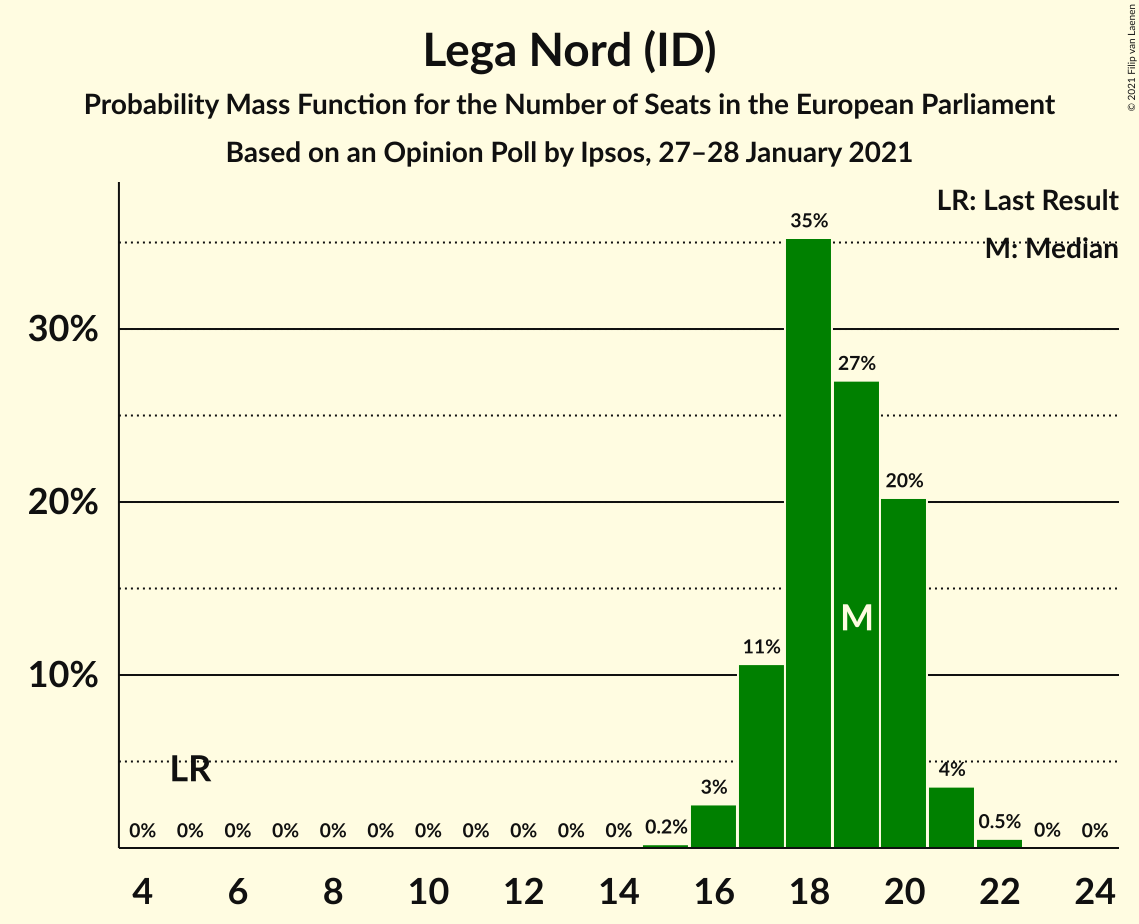 Lega Nord (ID)
Probability Mass Function for the Number of Seats in the European Parliament
Based on an Opinion Poll by Ipsos, 27–28 January 2021
© 2021 Filip van Laenen
LR: Last Result
M: Median
35%
30%
27%
20%
20%
M
11%
10%
LR
4%
3%
0% 0% 0% 0% 0% 0% 0% 0% 0% 0% 0% 0.2% 0.5% 0% 0%
4 6 8 10 12 14 16 18 20 22 24